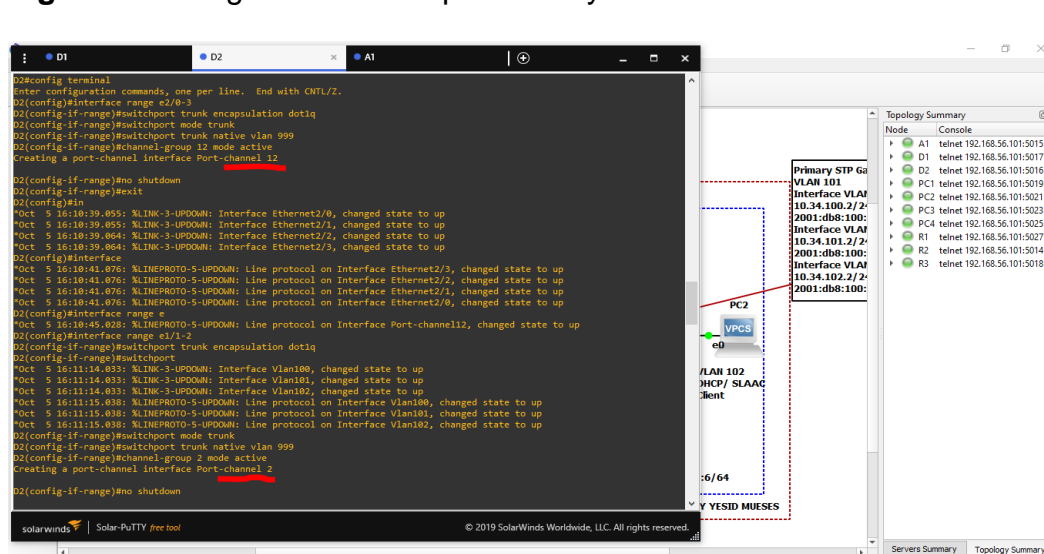 D1 D2 × A1
D2#config terminal
Enter configuration commands, one per line. End with CNTL/Z.
D2(config)#interface range e2/0-3
D2(config-if-range)#switchport trunk encapsulation dot1q
D2(config-if-range)#switchport mode trunk
D2(config-if-range)#switchport trunk native vlan 999
D2(config-if-range)#channel-group 12 mode active
Creating a port-channel interface Port-channel 12
D2(config-if-range)#no shutdown
D2(config-if-range)#exit
D2(config)#in
*Oct 5 16:10:39.055: %LINK-3-UPDOWN: Interface Ethernet2/0, changed state to up
*Oct 5 16:10:39.055: %LINK-3-UPDOWN: Interface Ethernet2/1, changed state to up
*Oct 5 16:10:39.064: %LINK-3-UPDOWN: Interface Ethernet2/2, changed state to up
*Oct 5 16:10:39.064: %LINK-3-UPDOWN: Interface Ethernet2/3, changed state to up
D2(config)#interface
*Oct 5 16:10:41.076: %LINEPROTO-5-UPDOWN: Line protocol on Interface Ethernet2/3, changed state to up
*Oct 5 16:10:41.076: %LINEPROTO-5-UPDOWN: Line protocol on Interface Ethernet2/2, changed state to up
*Oct 5 16:10:41.076: %LINEPROTO-5-UPDOWN: Line protocol on Interface Ethernet2/1, changed state to up
*Oct 5 16:10:41.076: %LINEPROTO-5-UPDOWN: Line protocol on Interface Ethernet2/0, changed state to up
D2(config)#interface range e
*Oct 5 16:10:45.028: %LINEPROTO-5-UPDOWN: Line protocol on Interface Port-channel12, changed state to up
D2(config)#interface range e1/1-2
D2(config-if-range)#switchport trunk encapsulation dot1q
D2(config-if-range)#switchport
*Oct 5 16:11:14.033: %LINK-3-UPDOWN: Interface Vlan100, changed state to up
*Oct 5 16:11:14.033: %LINK-3-UPDOWN: Interface Vlan101, changed state to up
*Oct 5 16:11:14.033: %LINK-3-UPDOWN: Interface Vlan102, changed state to up
*Oct 5 16:11:15.038: %LINEPROTO-5-UPDOWN: Line protocol on Interface Vlan100, changed state to up
*Oct 5 16:11:15.038: %LINEPROTO-5-UPDOWN: Line protocol on Interface Vlan101, changed state to up
*Oct 5 16:11:15.038: %LINEPROTO-5-UPDOWN: Line protocol on Interface Vlan102, changed state to up
D2(config-if-range)#switchport mode trunk
D2(config-if-range)#switchport trunk native vlan 999
D2(config-if-range)#channel-group 2 mode active
Creating a port-channel interface Port-channel 2
D2(config-if-range)#no shutdown
solarwinds Solar-PuTTY free tool
© 2019 SolarWinds Worldwide, LLC. All rights reserved.
Primary STP Ga
VLAN 101
Interface VLAN
10.34.100.2/24
2001:db8:100:
Interface VLAN
10.34.101.2/24
2001:db8:100:
Interface VLAN
10.34.102.2/24
2001:db8:100:
PC2
VPCS
e0
VLAN 102
DHCP/ SLAAC
Client
:6/64
Y YESID MUESES
Topology Summary
Node Console
A1 telnet 192.168.56.101:5015
D1 telnet 192.168.56.101:5017
D2 telnet 192.168.56.101:5016
PC1 telnet 192.168.56.101:5019
PC2 telnet 192.168.56.101:5021
PC3 telnet 192.168.56.101:5023
PC4 telnet 192.168.56.101:5025
R1 telnet 192.168.56.101:5027
R2 telnet 192.168.56.101:5014
R3 telnet 192.168.56.101:5018
Servers Summary Topology Summary